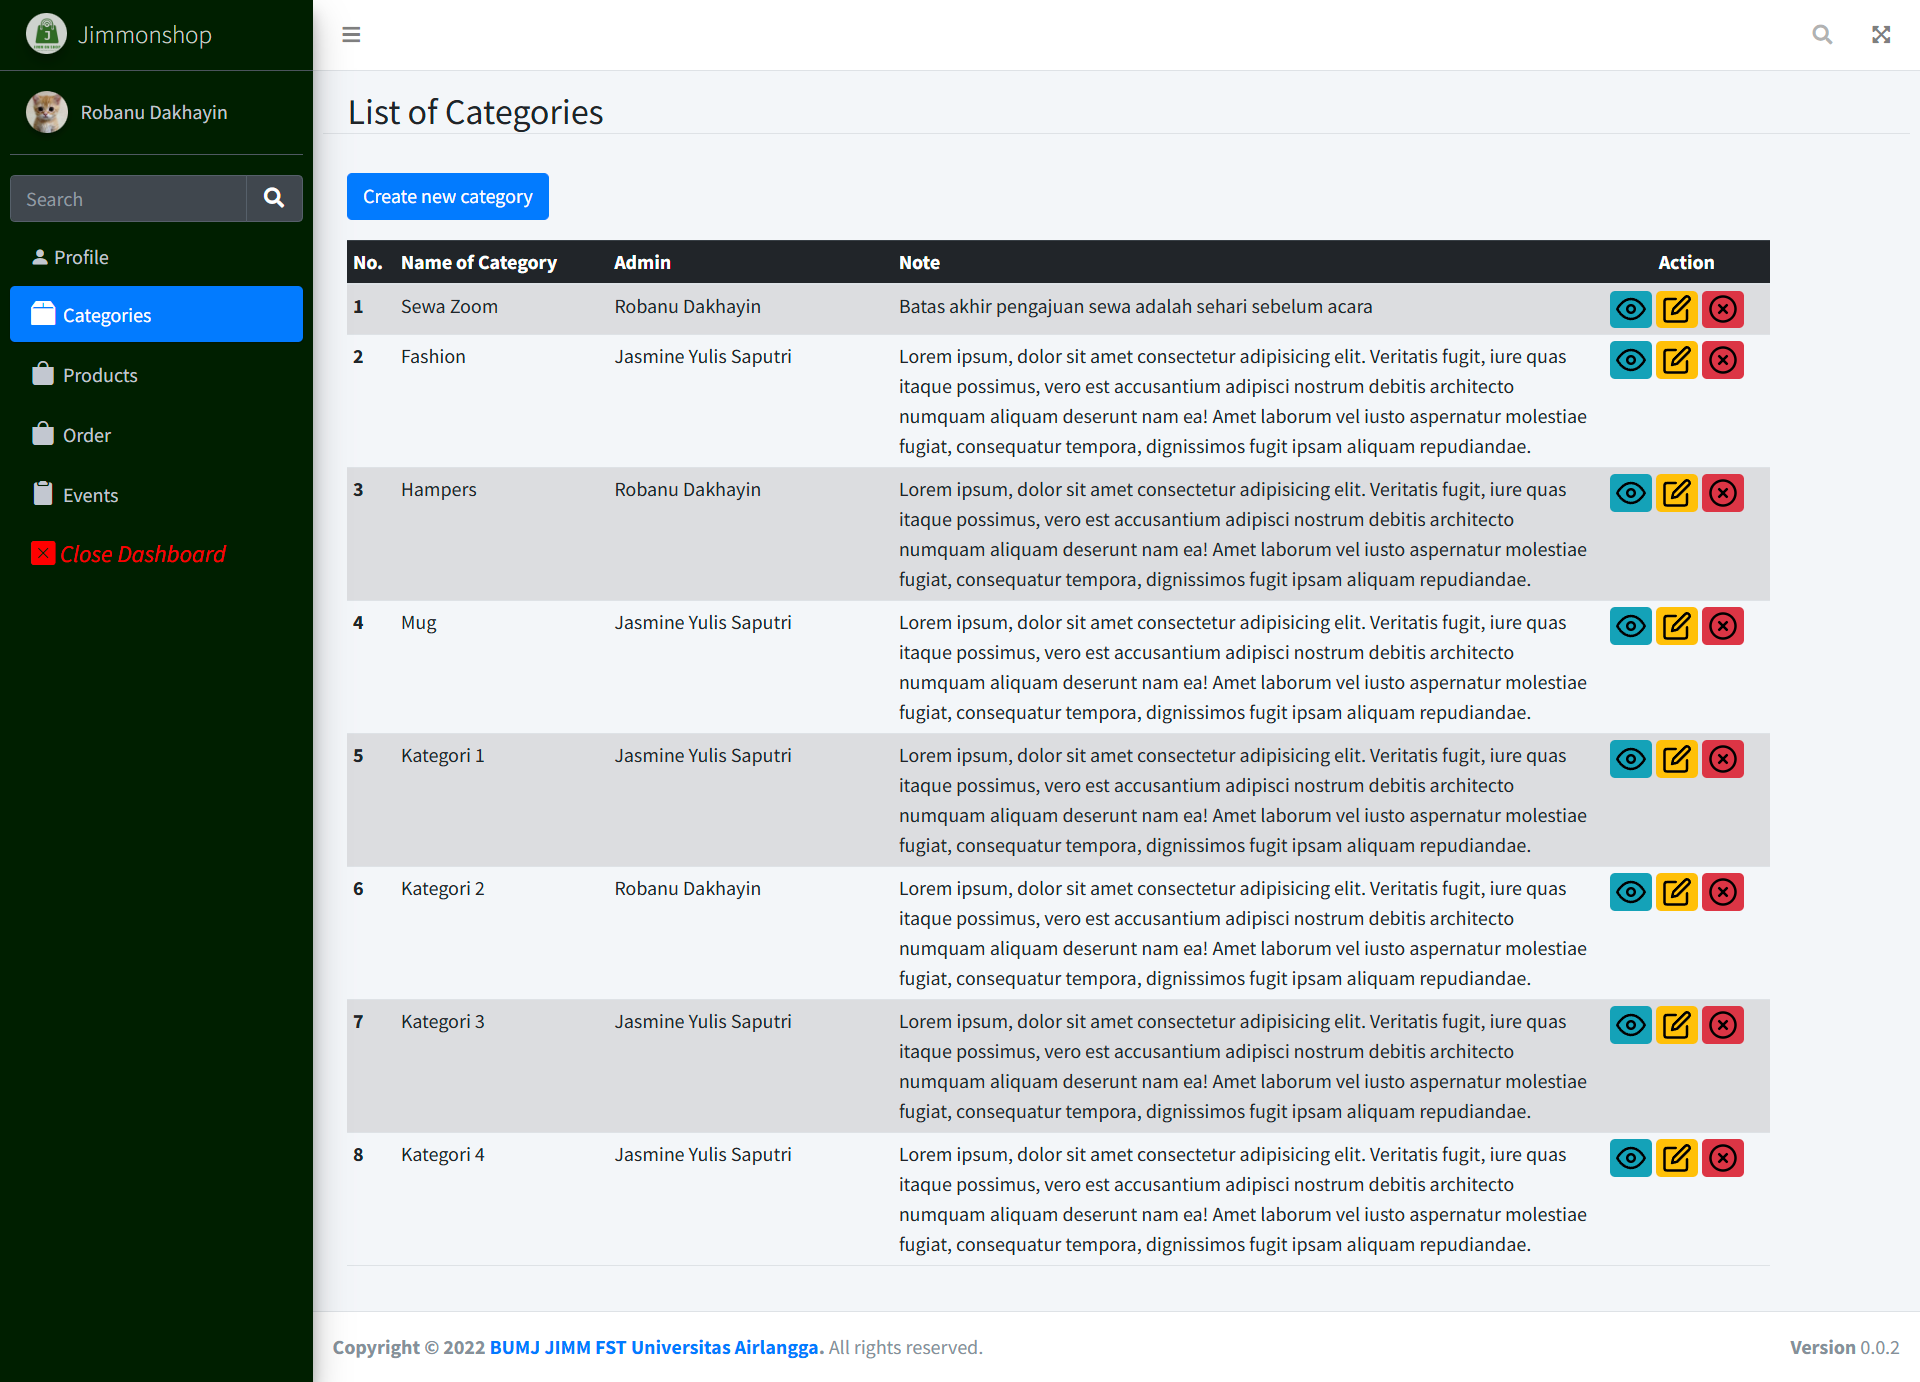 Jimmonshop
Robanu Dakhayin
Search
Profile
Categories
Products
Order
Events
Close Dashboard
List of Categories
Create new category
No. Name of Category Admin Note Action
1 Sewa Zoom Robanu Dakhayin Batas akhir pengajuan sewa adalah sehari sebelum acara
2 Fashion Jasmine Yulis Saputri Lorem ipsum, dolor sit amet consectetur adipisicing elit. Veritatis fugit, iure quas
itaque possimus, vero est accusantium adipisci nostrum debitis architecto
numquam aliquam deserunt nam ea! Amet laborum vel iusto aspernatur molestiae
fugiat, consequatur tempora, dignissimos fugit ipsam aliquam repudiandae.
3 Hampers Robanu Dakhayin Lorem ipsum, dolor sit amet consectetur adipisicing elit. Veritatis fugit, iure quas
itaque possimus, vero est accusantium adipisci nostrum debitis architecto
numquam aliquam deserunt nam ea! Amet laborum vel iusto aspernatur molestiae
fugiat, consequatur tempora, dignissimos fugit ipsam aliquam repudiandae.
4 Mug Jasmine Yulis Saputri Lorem ipsum, dolor sit amet consectetur adipisicing elit. Veritatis fugit, iure quas
itaque possimus, vero est accusantium adipisci nostrum debitis architecto
numquam aliquam deserunt nam ea! Amet laborum vel iusto aspernatur molestiae
fugiat, consequatur tempora, dignissimos fugit ipsam aliquam repudiandae.
5 Kategori 1 Jasmine Yulis Saputri Lorem ipsum, dolor sit amet consectetur adipisicing elit. Veritatis fugit, iure quas
itaque possimus, vero est accusantium adipisci nostrum debitis architecto
numquam aliquam deserunt nam ea! Amet laborum vel iusto aspernatur molestiae
fugiat, consequatur tempora, dignissimos fugit ipsam aliquam repudiandae.
6 Kategori 2 Robanu Dakhayin Lorem ipsum, dolor sit amet consectetur adipisicing elit. Veritatis fugit, iure quas
itaque possimus, vero est accusantium adipisci nostrum debitis architecto
numquam aliquam deserunt nam ea! Amet laborum vel iusto aspernatur molestiae
fugiat, consequatur tempora, dignissimos fugit ipsam aliquam repudiandae.
7 Kategori 3 Jasmine Yulis Saputri Lorem ipsum, dolor sit amet consectetur adipisicing elit. Veritatis fugit, iure quas
itaque possimus, vero est accusantium adipisci nostrum debitis architecto
numquam aliquam deserunt nam ea! Amet laborum vel iusto aspernatur molestiae
fugiat, consequatur tempora, dignissimos fugit ipsam aliquam repudiandae.
8 Kategori 4 Jasmine Yulis Saputri Lorem ipsum, dolor sit amet consectetur adipisicing elit. Veritatis fugit, iure quas
itaque possimus, vero est accusantium adipisci nostrum debitis architecto
numquam aliquam deserunt nam ea! Amet laborum vel iusto aspernatur molestiae
fugiat, consequatur tempora, dignissimos fugit ipsam aliquam repudiandae.
Copyright © 2022 BUMJ JIMM FST Universitas Airlangga. All rights reserved. Version 0.0.2